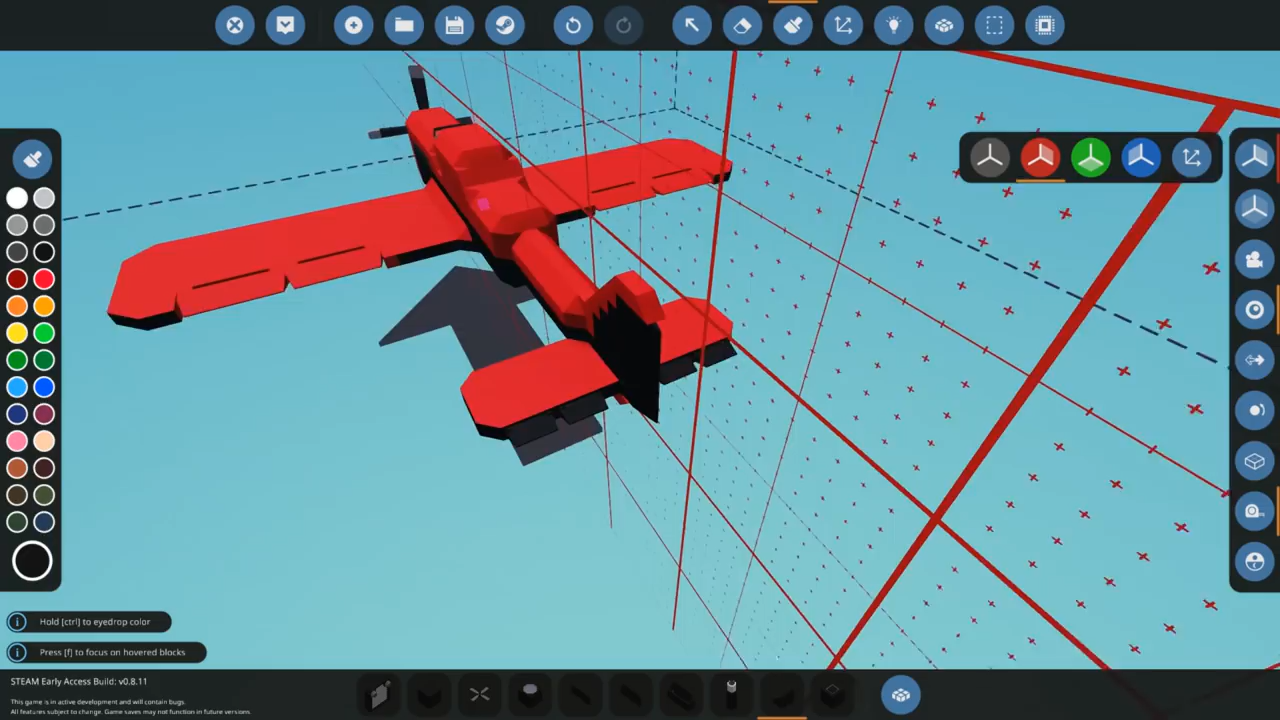 Hold [ctrl] to eyedrop color
Press [f] to focus on hovered blocks
STEAM Early Access Build: v0.8.11
This game is in active development and will contain bugs.
All features subject to change. Game saves may not function in future versions.